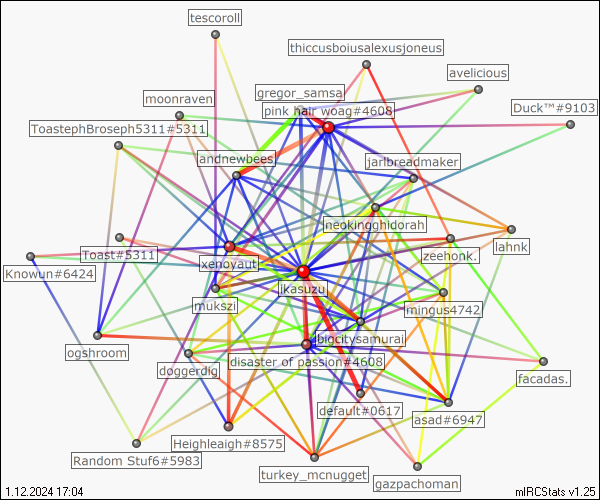 tescoroll
thiccusboiusalexusjoneus
avelicious
gregor_samsa
moonraven
pink hair woag#4608
Duck™#9103
ToastephBroseph5311#5311
andnewbees
jarlbreadmaker
neokingghidorah
lahnk
Toast#5311
zeehonk.
xenoyaut
Knowun#6424
ikasuzu
mukszi
mingus4742
bigcitysamurai
ogshroom
disaster of passion#4608
doggerdig
facadas.
default#0617
asad#6947
Heighleaigh#8575
Random Stuf6#5983
turkey_mcnugget
gazpachoman
1.12.2024 17:04
mIRCStats v1.25